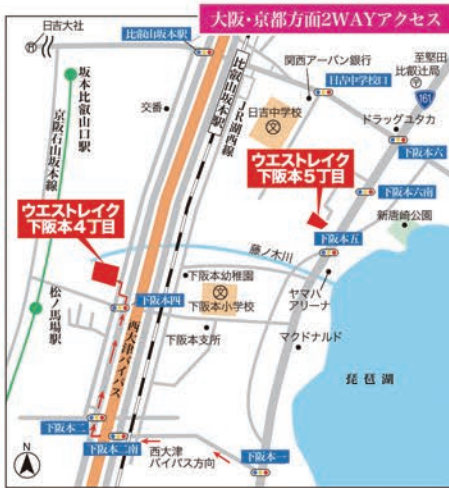 大阪・京都方面2WAYアクセス
日吉大社
比叡山坂本駅
関西アーバン銀行
至堅田
比叡辻局
日吉中学校口
161
坂本比叡山口駅
京阪石山坂本線
交番
比叡山坂本駅
JR湖西線
日吉中学校
文
ドラッグユタカ
下阪本六
ウエストレイク
下阪本5丁目
下阪本六南
新唐崎公園
ウエストレイク
下阪本4丁目
下阪本五
藤ノ木川
ヤマハ
アリーナ
下阪本幼稚園
文
下阪本小学校
下阪本四
松ノ馬場駅
西大津バイパス
下阪本支所
マクドナルド
琵琶湖
下阪本二
下阪本二南
西大津
バイパス方向
下阪本一
N